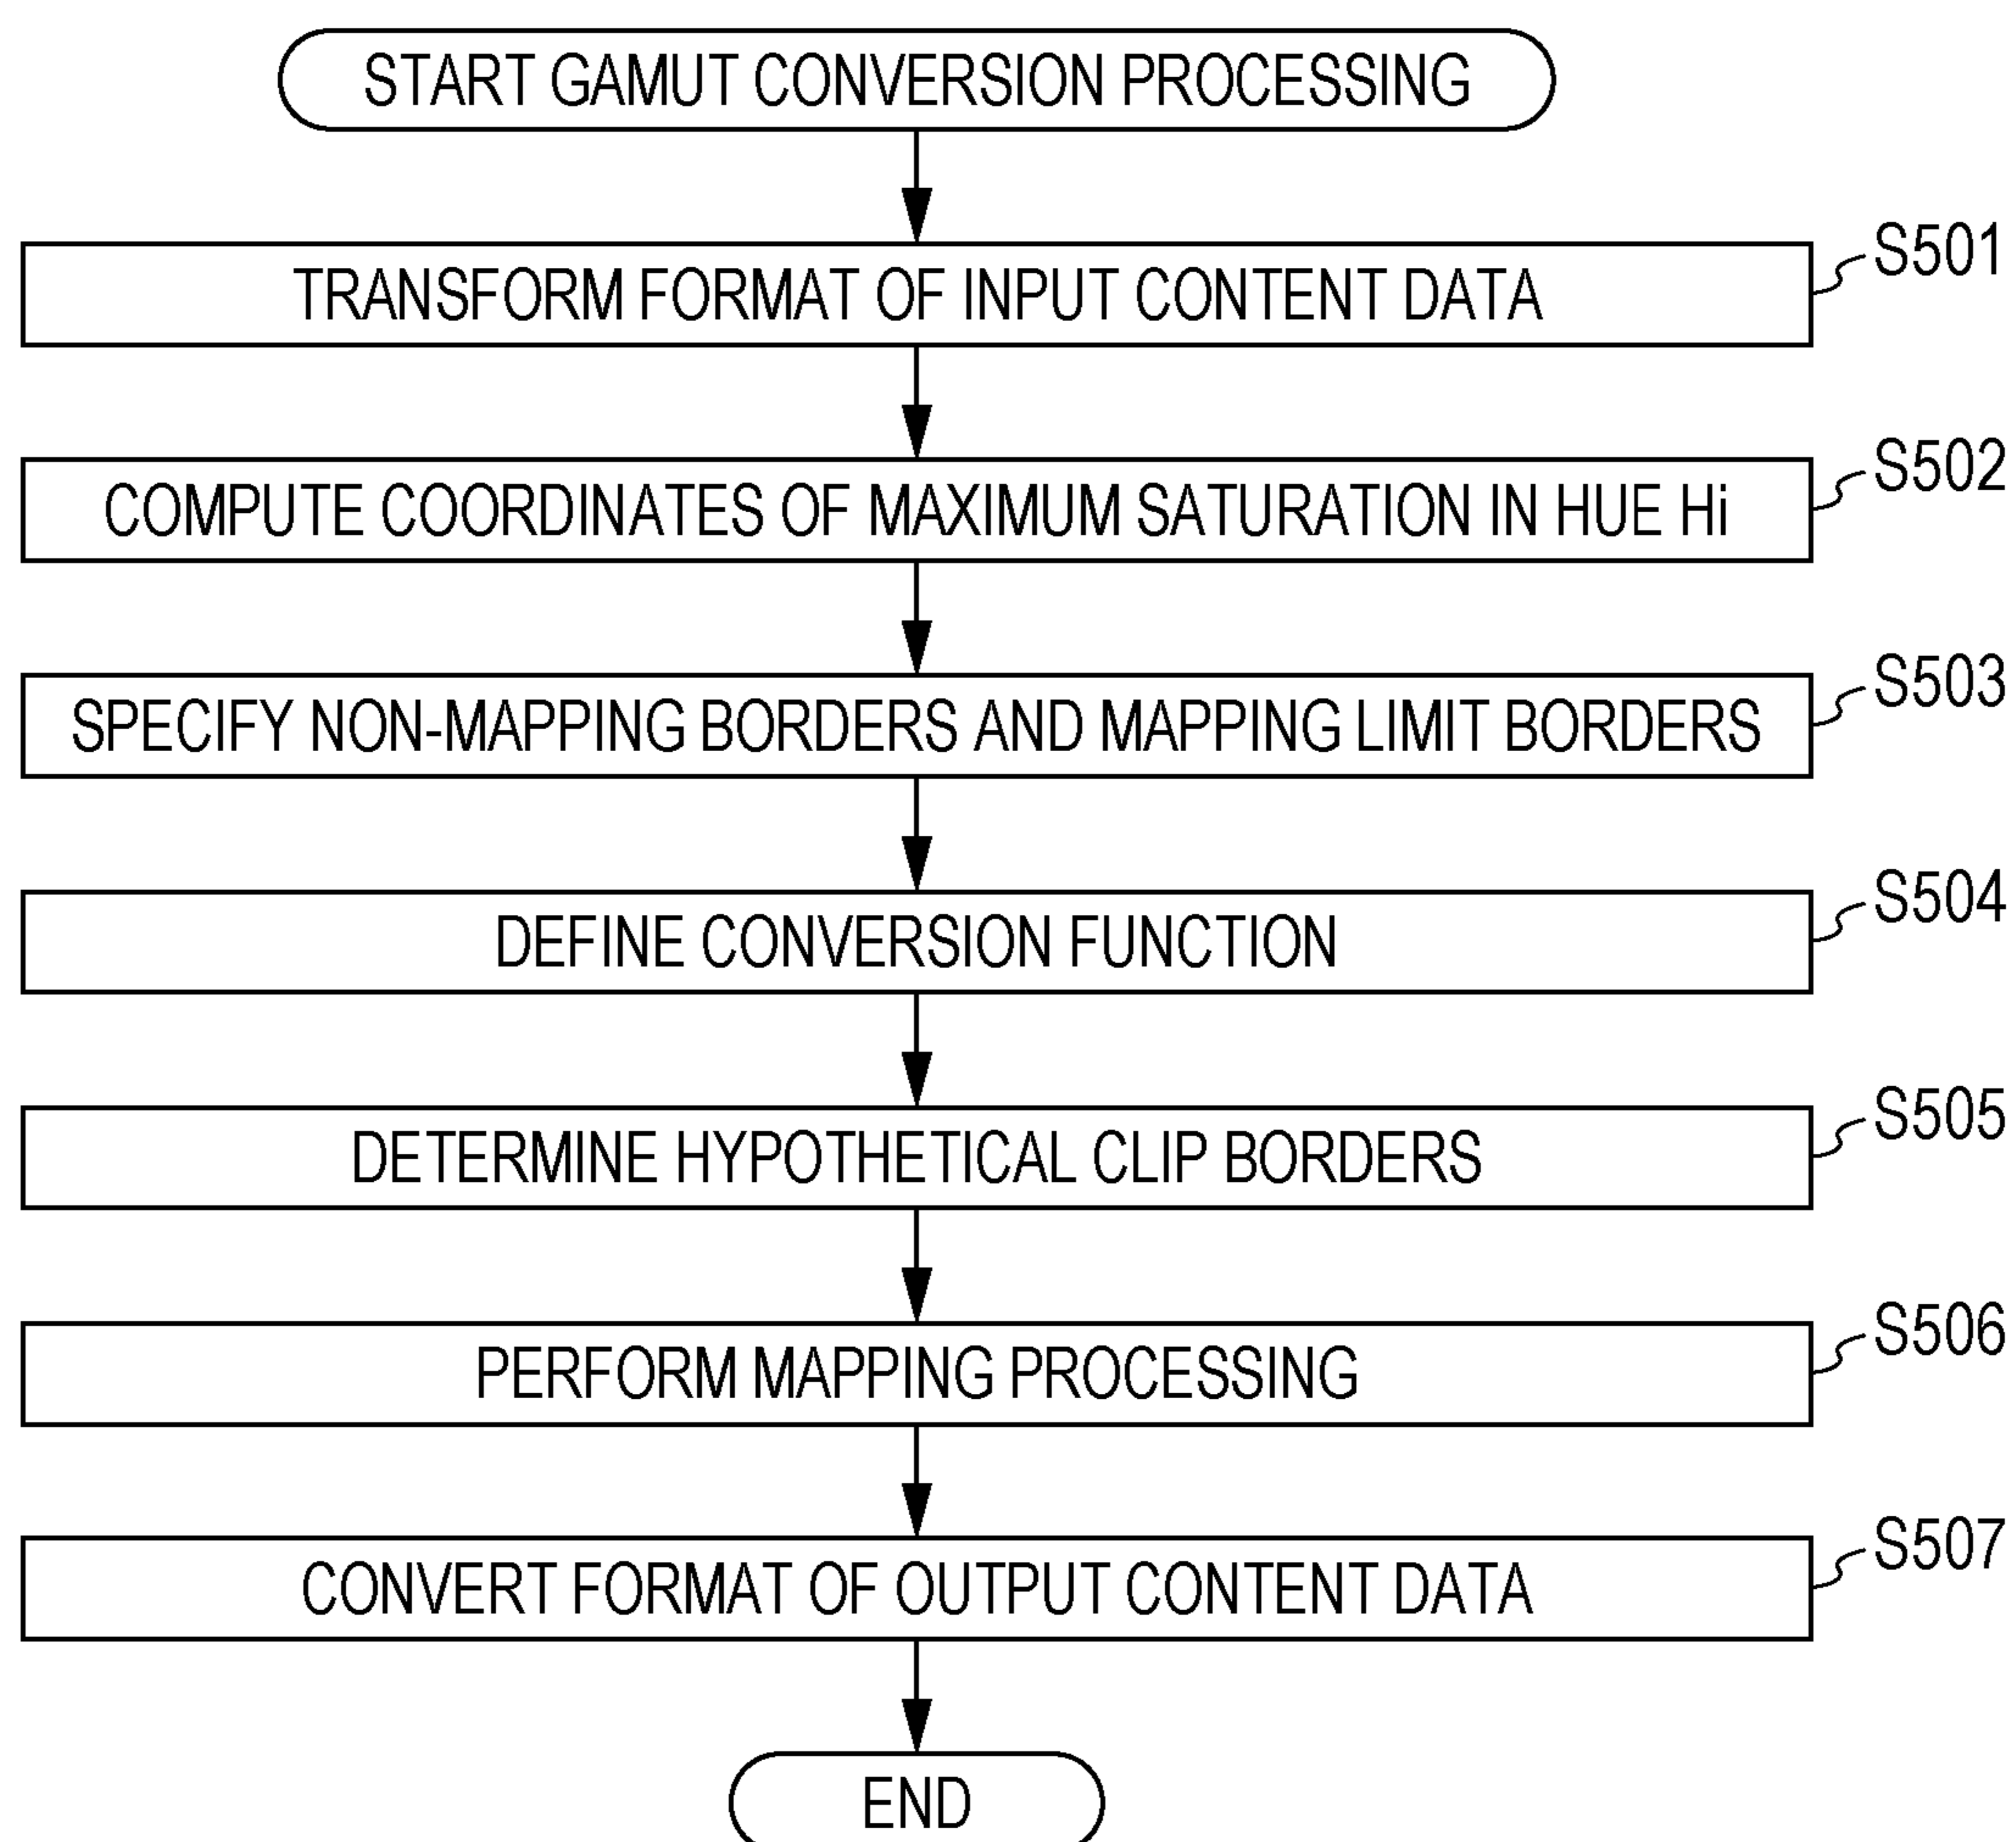 START GAMUT CONVERSION PROCESSING
TRANSFORM FORMAT OF INPUT CONTENT DATA
S501
COMPUTE COORDINATES OF MAXIMUM SATURATION IN HUE Hi
S502
SPECIFY NON-MAPPING BORDERS AND MAPPING LIMIT BORDERS
S503
DEFINE CONVERSION FUNCTION
S504
DETERMINE HYPOTHETICAL CLIP BORDERS
S505
PERFORM MAPPING PROCESSING
S506
CONVERT FORMAT OF OUTPUT CONTENT DATA
S507
END